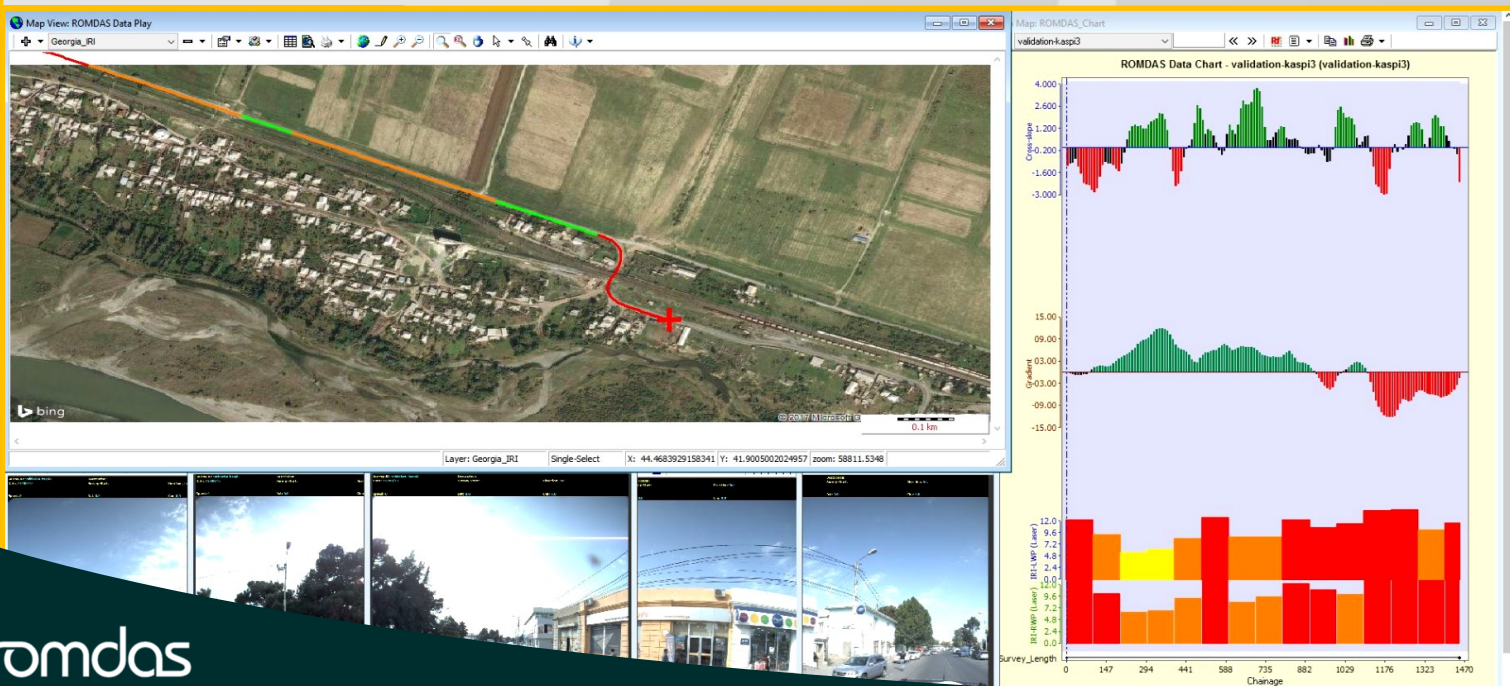 Map View: ROMDAS Data Play
Georgia_IRI
bing
© 2017 Microsoft
0.1 km
Layer: Georgia_IRI
Single-Select
X: 44.4683929158341
Y: 41.9005002024957
zoom: 58811.5348
Map: ROMDAS_Chart
validation-kaspi3
ROMDAS Data Chart - validation-kaspi3 (validation-kaspi3)
Cross-slope
4.000
2.600
1.200
-0.200
-1.600
-3.000
Gradient
15.00
09.00
03.00
-03.00
-09.00
-15.00
IRI-LWP (Laser)
12.0
9.6
7.2
4.8
2.4
0.0
IRI-RWP (Laser)
12.0
9.6
7.2
4.8
2.4
0.0
Survey_Length
0 147 294 441 588 735 882 1029 1176 1323 1470
Chainage
romdas